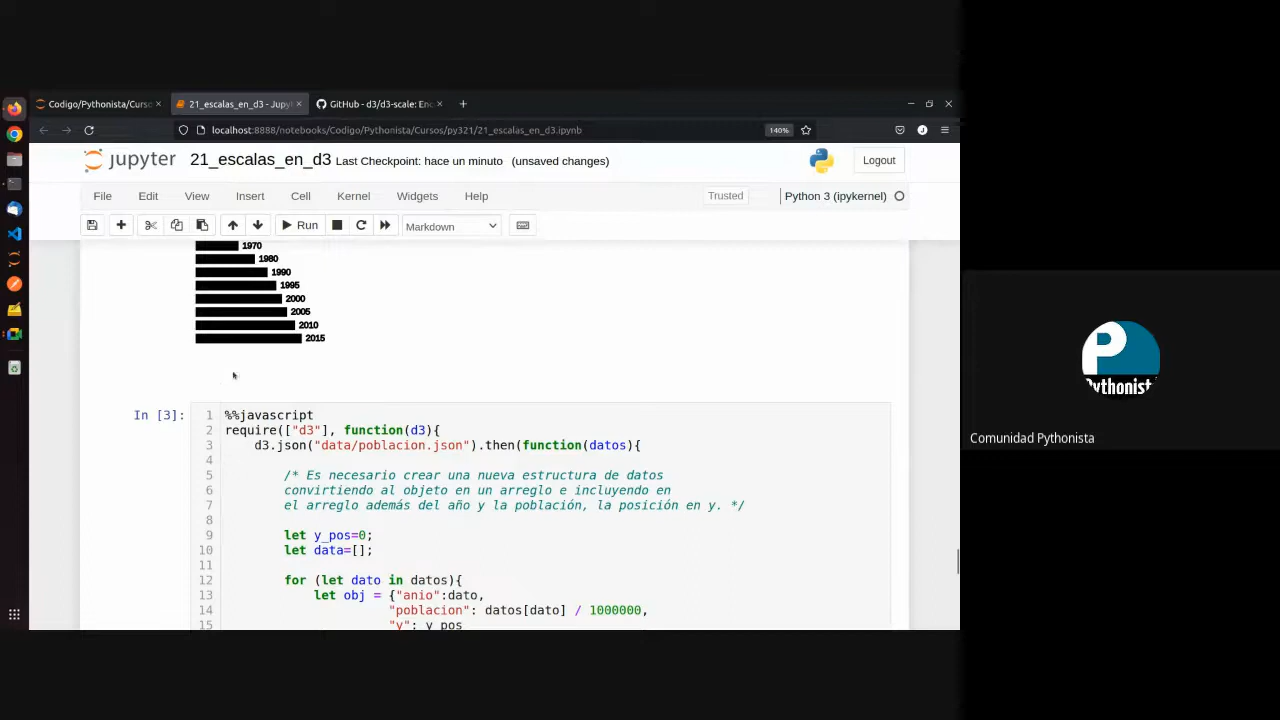 Codigo/Pythonista/Curso
21_escalas_en_d3 - Jupyt
GitHub - d3/d3-scale: Enc
localhost:8888/notebooks/Codigo/Pythonista/Cursos/py321/21_escalas_en_d3.ipynb
140%
jupyter 21_escalas_en_d3 Last Checkpoint: hace un minuto (unsaved changes)
Logout
File Edit View Insert Cell Kernel Widgets Help
Trusted
Python 3 (ipykernel)
Run
Markdown
1970
1980
1990
1995
2000
2005
2010
2015
In [3]:
1 %%javascript
2 require(["d3"], function(d3){
3 d3.json("data/poblacion.json").then(function(datos){
4
5 /* Es necesario crear una nueva estructura de datos
6 convirtiendo al objeto en un arreglo e incluyendo en
7 el arreglo además del año y la población, la posición en y. */
8
9 let y_pos=0;
10 let data=[];
11
12 for (let dato in datos){
13 let obj = {"anio":dato,
14 "poblacion": datos[dato] / 1000000,
15 "y": y_pos
Pythonist
Comunidad Pythonista